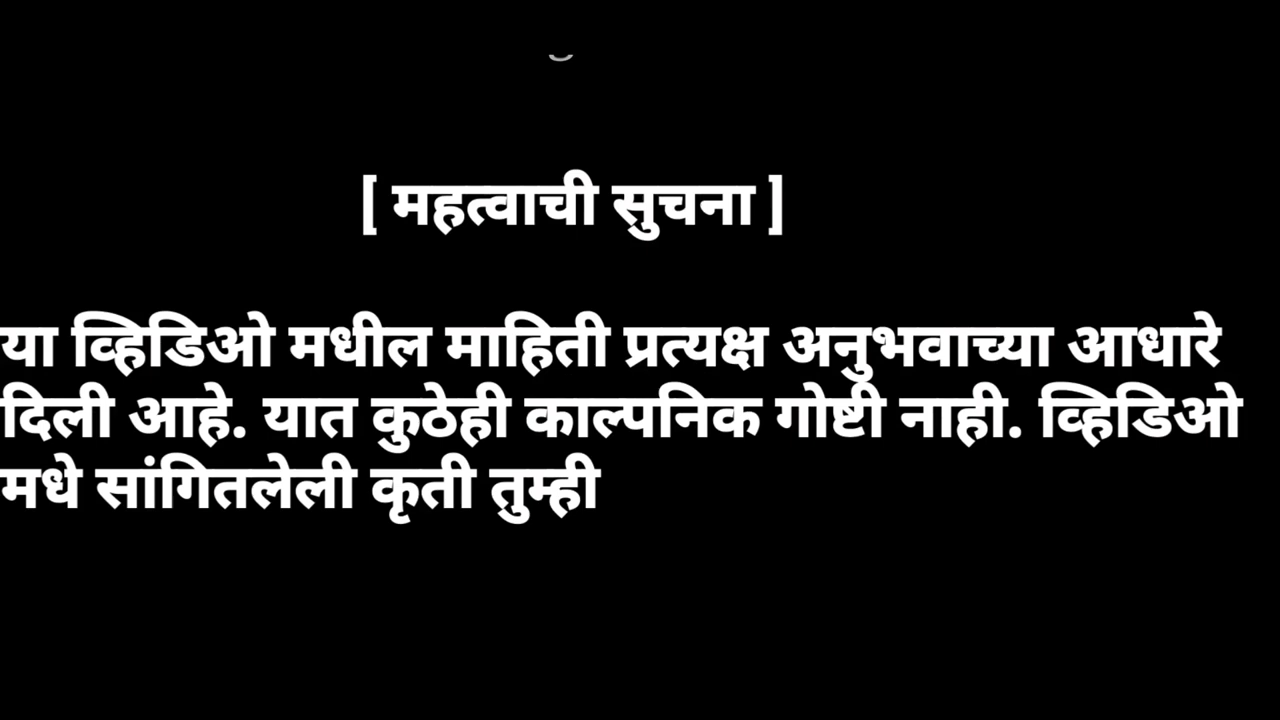 [ महत्वाची सुचना ]
या व्हिडिओ मधील माहिती प्रत्यक्ष अनुभवाच्या आधारे
दिली आहे. यात कुठेही काल्पनिक गोष्टी नाही. व्हिडिओ
मधे सांगितलेली कृती तुम्ही